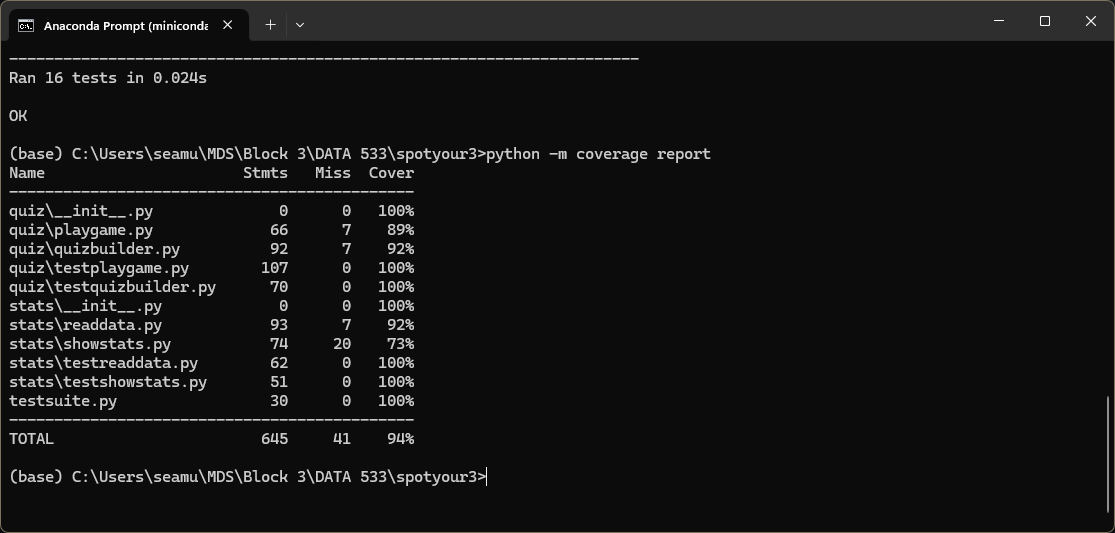 Anaconda Prompt (miniconda
----------------------------------------------------------------------
Ran 16 tests in 0.024s
OK
(base) C:\Users\seamu\MDS\Block 3\DATA 533\spotyour3>python -m coverage report
Name                      Stmts   Miss  Cover
---------------------------------------------
quiz\__init__.py              0      0   100%
quiz\playgame.py             66      7    89%
quiz\quizbuilder.py          92      7    92%
quiz\testplaygame.py        107      0   100%
quiz\testquizbuilder.py      70      0   100%
stats\__init__.py             0      0   100%
stats\readdata.py            93      7    92%
stats\showstats.py           74     20    73%
stats\testreaddata.py        62      0   100%
stats\testshowstats.py       51      0   100%
testsuite.py                 30      0   100%
---------------------------------------------
TOTAL                       645     41    94%
(base) C:\Users\seamu\MDS\Block 3\DATA 533\spotyour3>